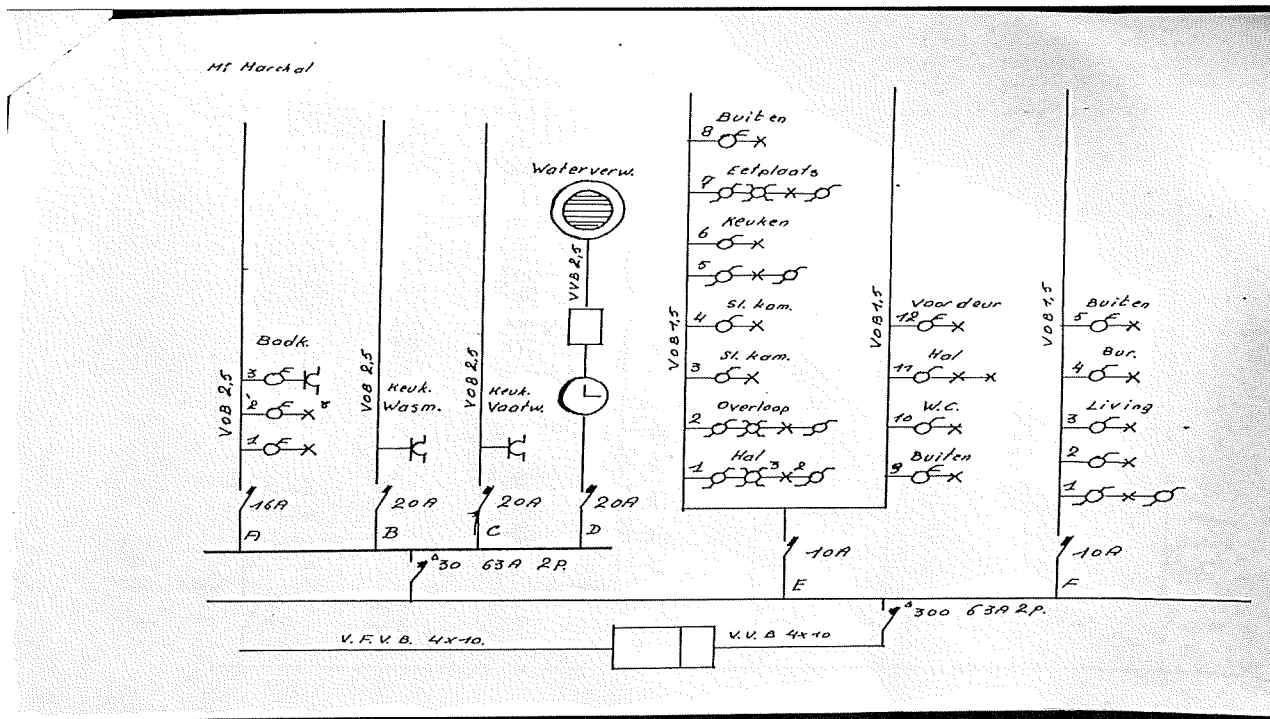 Mr Marchal
Badk.
3
2
8
1
VOB 2,5
16A
A
VOB 2,5
Keuk.
Wasm.
20A
B
VOB 2,5
Keuk.
Vaatw.
20A
C
Waterverw.
VVB 2,5
20A
D
Buiten
8
Eetplaats
7
Keuken
6
5
Sl. kam.
4
Sl. kam.
3
Overloop
2
Hal
1 3 2
VOB 1,5
VOB 1,5
Voordeur
12
Hal
11
W.C.
10
Buiten
9
10A
E
VOB 1,5
Buiten
5
Bur.
4
Living
3
2
1
10A
F
Δ30 63A 2P.
Δ300 63A 2P.
V.F.V.B. 4x10.
V.V.B 4x10